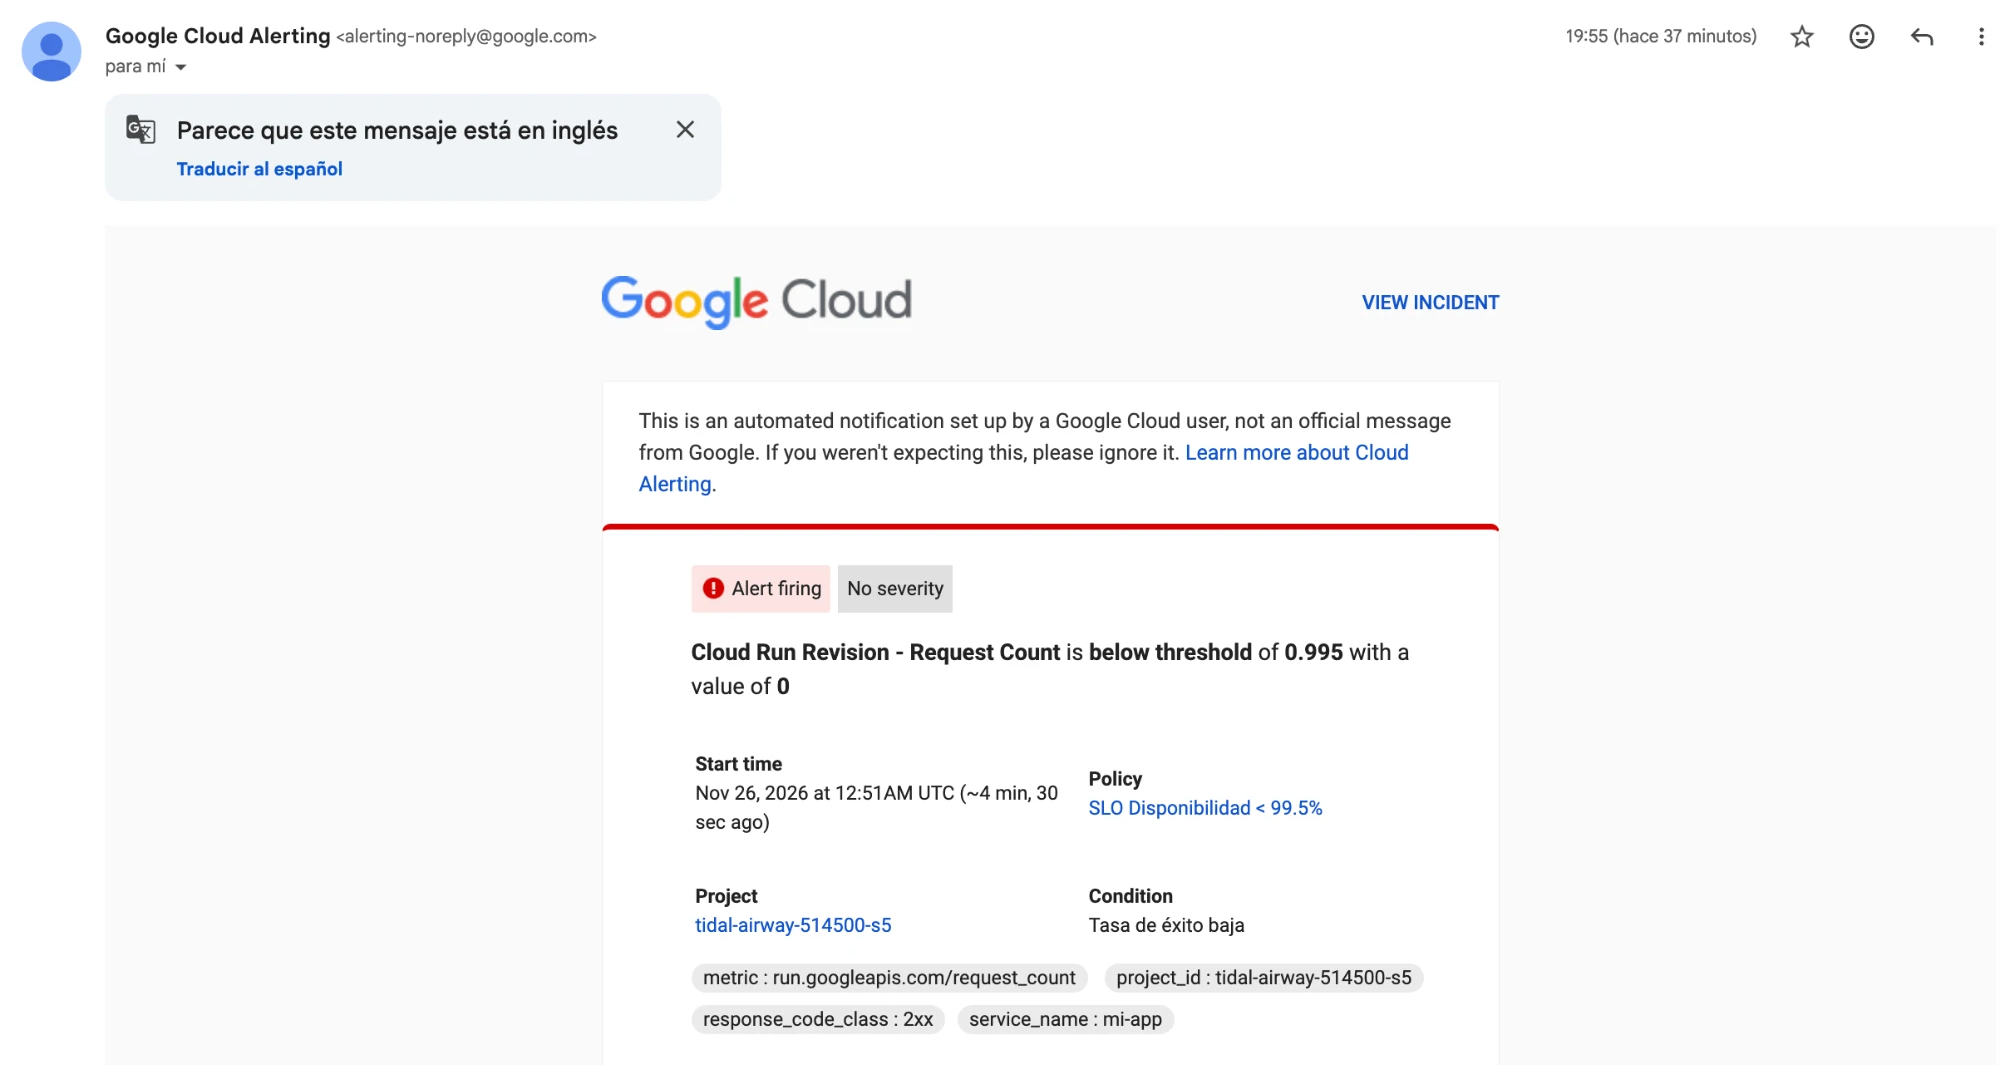 Google Cloud Alerting <alerting-noreply@google.com>
19:55 (hace 37 minutos)
para mí
Parece que este mensaje está en inglés
Traducir al español
Google Cloud
VIEW INCIDENT
This is an automated notification set up by a Google Cloud user, not an official message
from Google. If you weren't expecting this, please ignore it. Learn more about Cloud
Alerting.
Alert firing
No severity
Cloud Run Revision - Request Count is below threshold of 0.995 with a
value of 0
Start time
Nov 26, 2026 at 12:51AM UTC (~4 min, 30
sec ago)
Policy
SLO Disponibilidad < 99.5%
Project
tidal-airway-514500-s5
Condition
Tasa de éxito baja
metric : run.googleapis.com/request_count
project_id : tidal-airway-514500-s5
response_code_class : 2xx
service_name : mi-app